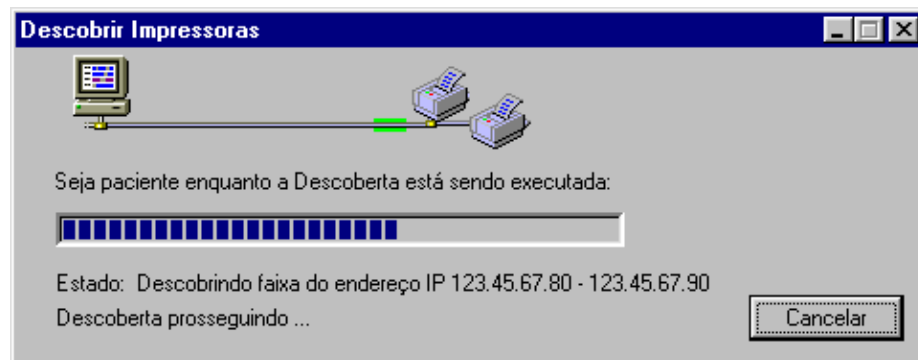 Descobrir Impressoras
Seja paciente enquanto a Descoberta está sendo executada:
Estado: Descobrindo faixa do endereço IP 123.45.67.80 - 123.45.67.90
Descoberta prosseguindo ...
Cancelar